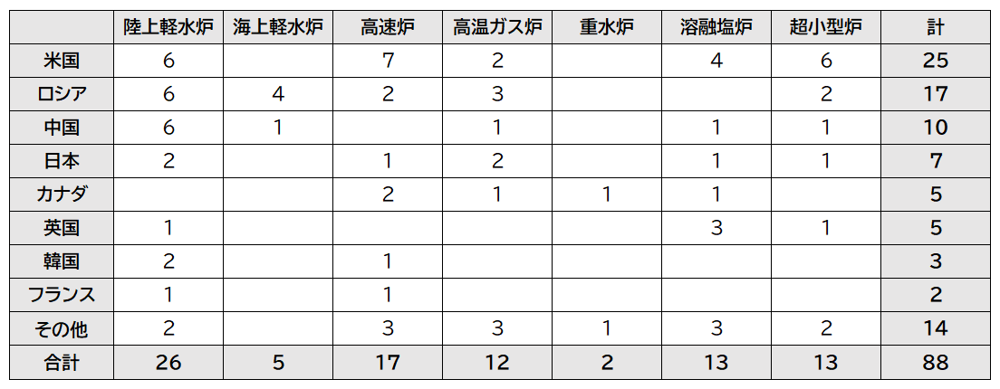 陸上軽水炉 海上軽水炉 高速炉 高温ガス炉 重水炉 溶融塩炉 超小型炉 計
米国 6 7 2 4 6 25
ロシア 6 4 2 3 2 17
中国 6 1 1 1 1 10
日本 2 1 2 1 1 7
カナダ 2 1 1 1 5
英国 1 3 1 5
韓国 2 1 3
フランス 1 1 2
その他 2 3 3 1 3 2 14
合計 26 5 17 12 2 13 13 88